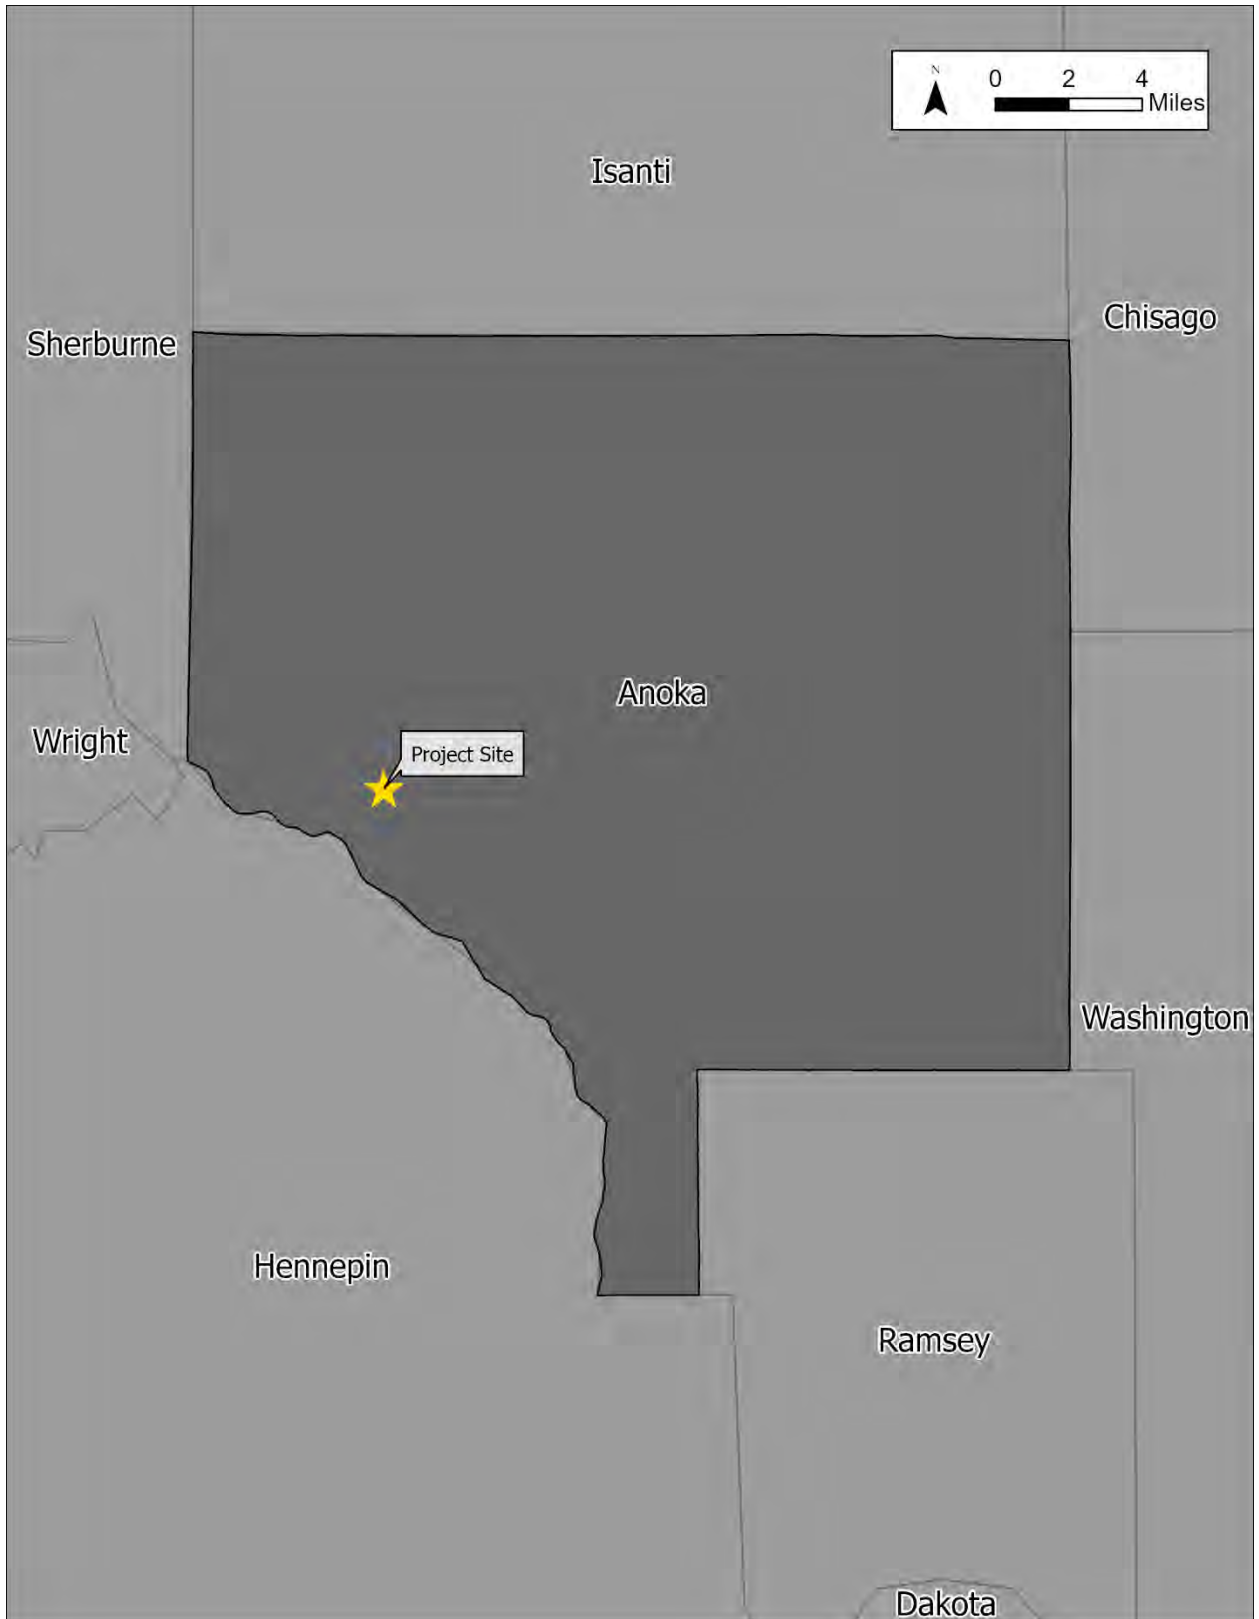 N
0 2 4
Miles
Isanti
Chisago
Sherburne
Anoka
Wright
Project Site
Washington
Hennepin
Ramsey
Dakota